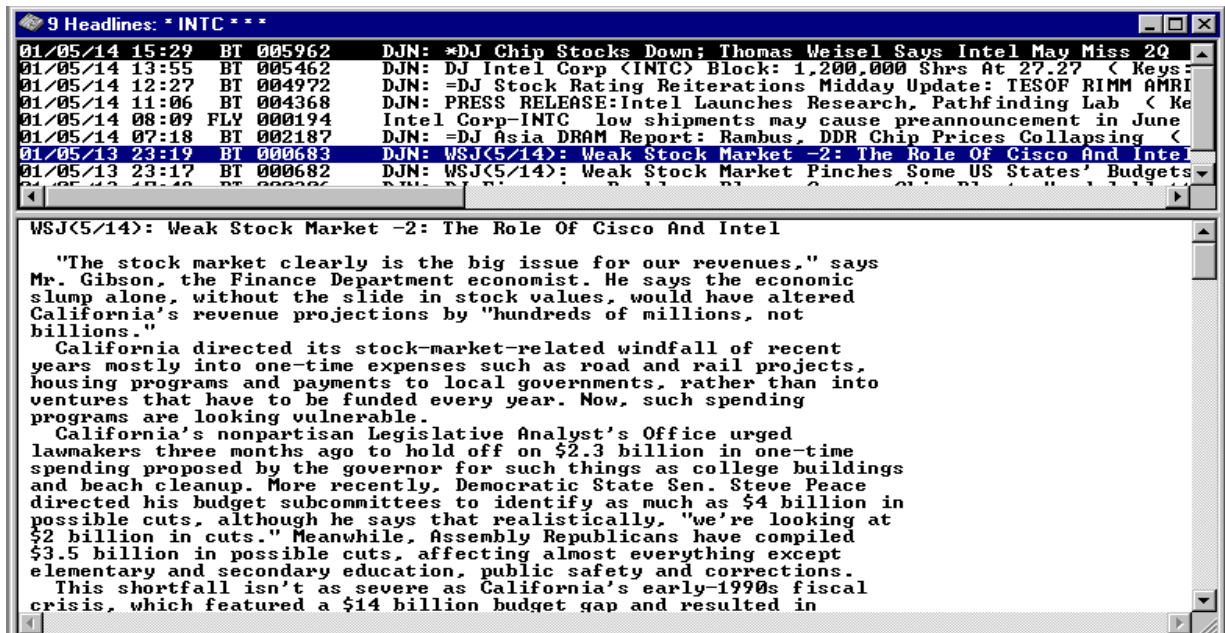 9 Headlines: * INTC * * *
01/05/14 15:29 BT 005962 DJN: *DJ Chip Stocks Down; Thomas Weisel Says Intel May Miss 2Q
01/05/14 13:55 BT 005462 DJN: DJ Intel Corp (INTC) Block: 1,200,000 Shrs At 27.27 ( Keys:
01/05/14 12:27 BT 004972 DJN: =DJ Stock Rating Reiterations Midday Update: TESOF RIMM AMRI
01/05/14 11:06 BT 004368 DJN: PRESS RELEASE:Intel Launches Research, Pathfinding Lab ( Ke
01/05/14 08:09 FLY 000194 Intel Corp-INTC low shipments may cause preannouncement in June
01/05/14 07:18 BT 002187 DJN: =DJ Asia DRAM Report: Rambus, DDR Chip Prices Collapsing (
01/05/13 23:19 BT 000683 DJN: WSJ(5/14): Weak Stock Market -2: The Role Of Cisco And Intel
01/05/13 23:17 BT 000682 DJN: WSJ(5/14): Weak Stock Market Pinches Some US States' Budgets
WSJ(5/14): Weak Stock Market -2: The Role Of Cisco And Intel
"The stock market clearly is the big issue for our revenues," says
Mr. Gibson, the Finance Department economist. He says the economic
slump alone, without the slide in stock values, would have altered
California's revenue projections by "hundreds of millions, not
billions."
California directed its stock-market-related windfall of recent
years mostly into one-time expenses such as road and rail projects,
housing programs and payments to local governments, rather than into
ventures that have to be funded every year. Now, such spending
programs are looking vulnerable.
California's nonpartisan Legislative Analyst's Office urged
lawmakers three months ago to hold off on $2.3 billion in one-time
spending proposed by the governor for such things as college buildings
and beach cleanup. More recently, Democratic State Sen. Steve Peace
directed his budget subcommittees to identify as much as $4 billion in
possible cuts, although he says that realistically, "we're looking at
$2 billion in cuts." Meanwhile, Assembly Republicans have compiled
$3.5 billion in possible cuts, affecting almost everything except
elementary and secondary education, public safety and corrections.
This shortfall isn't as severe as California's early-1990s fiscal
crisis, which featured a $14 billion budget gap and resulted in